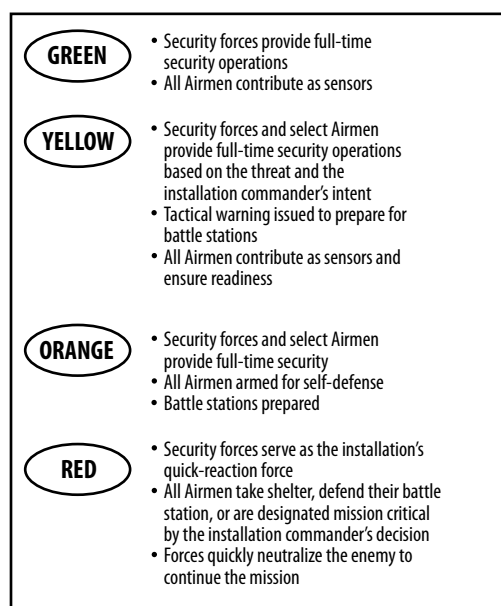 GREEN
• Security forces provide full-time
security operations
• All Airmen contribute as sensors
YELLOW
• Security forces and select Airmen
provide full-time security operations
based on the threat and the
installation commander’s intent
• Tactical warning issued to prepare for
battle stations
• All Airmen contribute as sensors and
ensure readiness
ORANGE
• Security forces and select Airmen
provide full-time security
• All Airmen armed for self-defense
• Battle stations prepared
RED
• Security forces serve as the installation’s
quick-reaction force
• All Airmen take shelter, defend their battle
station, or are designated mission critical
by the installation commander’s decision
• Forces quickly neutralize the enemy to
continue the mission